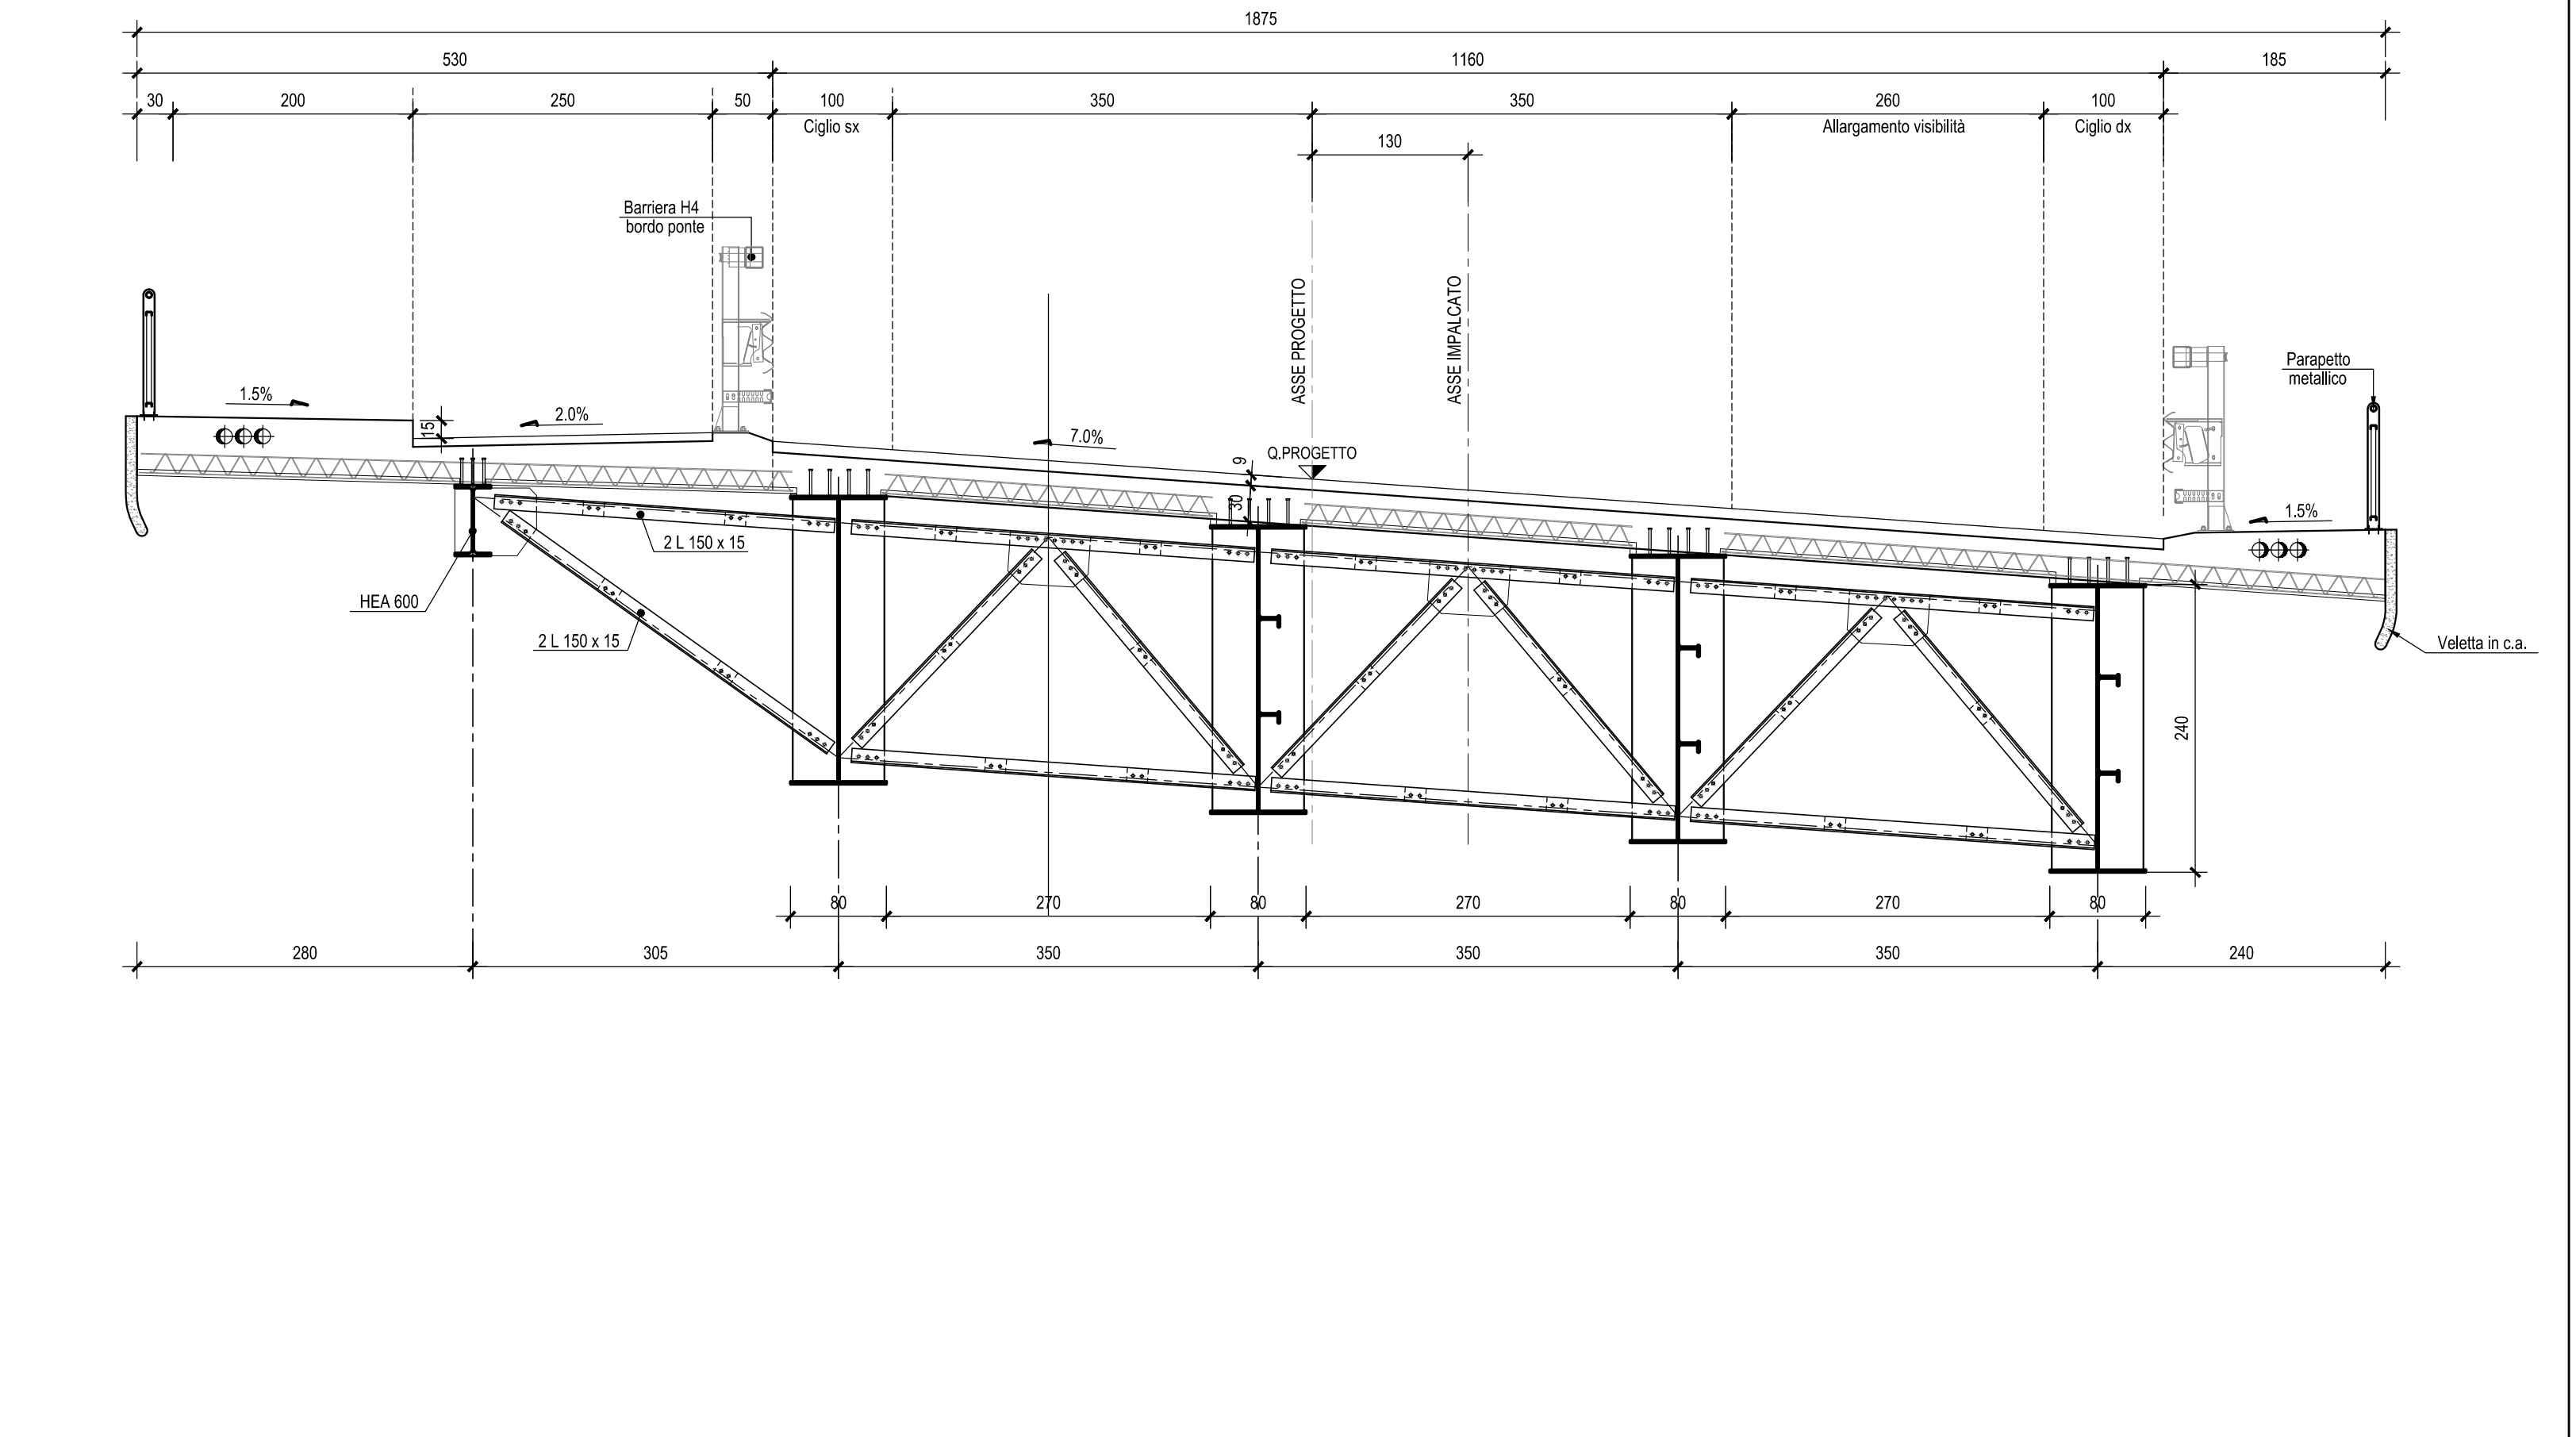 1875
530
1160
185
30
200
250
50
100
350
350
260
100
Ciglio sx
Allargamento visibilità
Ciglio dx
130
Barriera H4
bordo ponte
ASSE PROGETTO
ASSE IMPALCATO
Parapetto
metallico
1.5%
2.0%
15
7.0%
Q.PROGETTO
9
30
1.5%
2 L 150 x 15
HEA 600
2 L 150 x 15
Veletta in c.a.
240
80
270
80
270
80
270
80
280
305
350
350
350
240